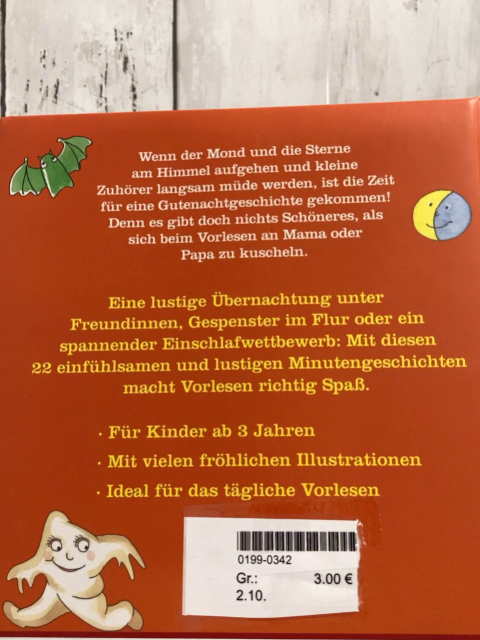 Wenn der Mond und die Sterne
am Himmel aufgehen und kleine
Zuhörer langsam müde werden, ist die Zeit
für eine Gutenachtgeschichte gekommen!
Denn es gibt doch nichts Schöneres, als
sich beim Vorlesen an Mama oder
Papa zu kuscheln.
Eine lustige Übernachtung unter
Freundinnen, Gespenster im Flur oder ein
spannender Einschlafwettbewerb: Mit diesen
22 einfühlsamen und lustigen Minutengeschichten
macht Vorlesen richtig Spaß.
· Für Kinder ab 3 Jahren
· Mit vielen fröhlichen Illustrationen
· Ideal für das tägliche Vorlesen
0199-0342
Gr.: 3.00 €
2.10.